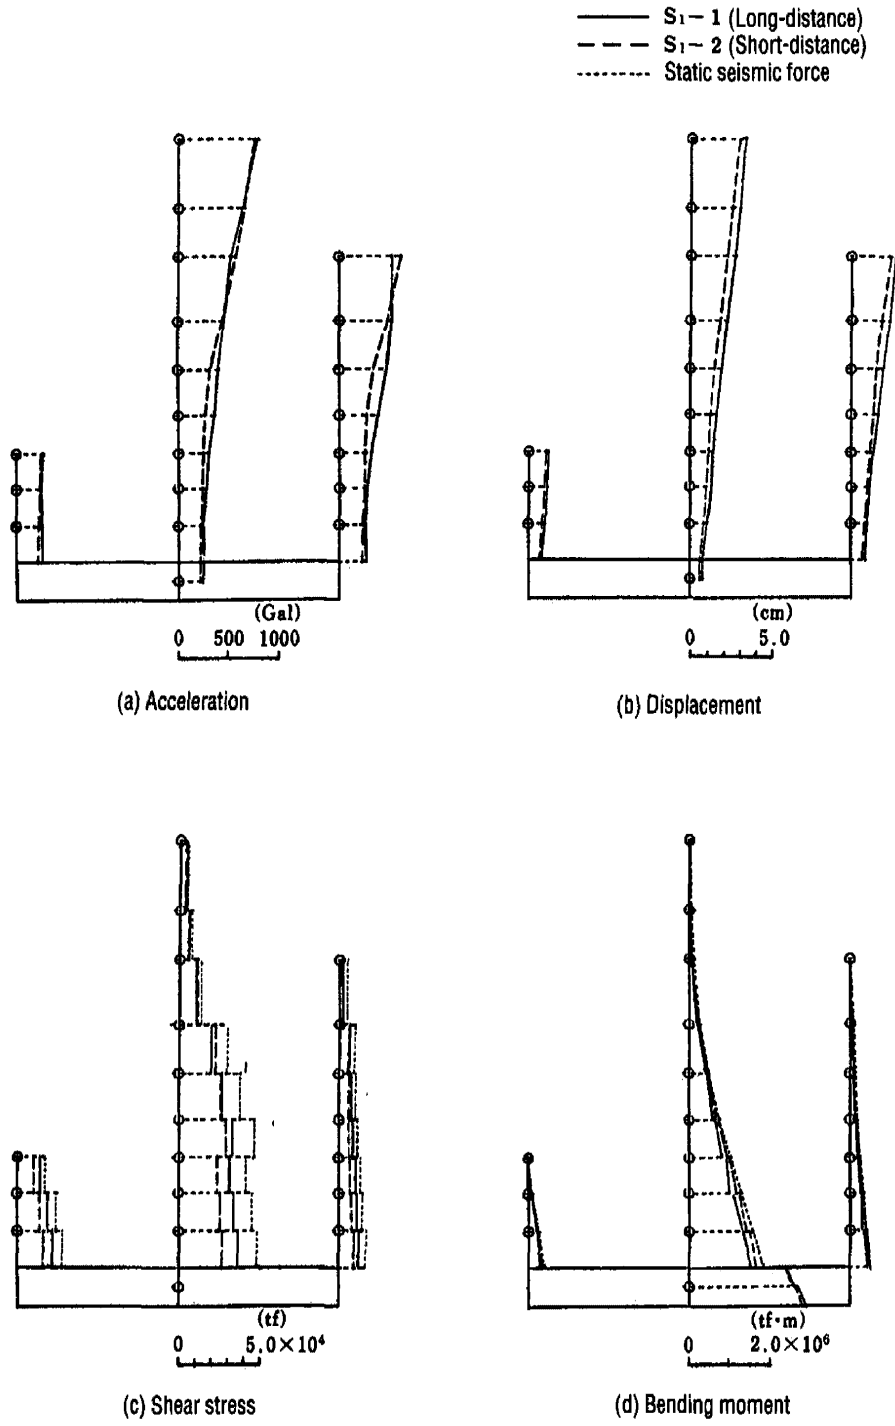 S₁−1 (Long-distance)
S₁−2 (Short-distance)
Static seismic force
(Gal)
0 500 1000
(a) Acceleration
(cm)
0 5.0
(b) Displacement
(tf)
0 5.0×10⁴
(c) Shear stress
(tf·m)
0 2.0×10⁶
(d) Bending moment